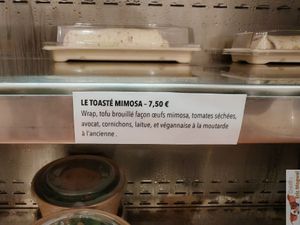 LE TOASTÉ MIMOSA – 7,50 €
Wrap, tofu brouillé façon œufs mimosa, tomates séchées,
avocat, cornichons, laitue, et végannaise à la moutarde
à l'ancienne.